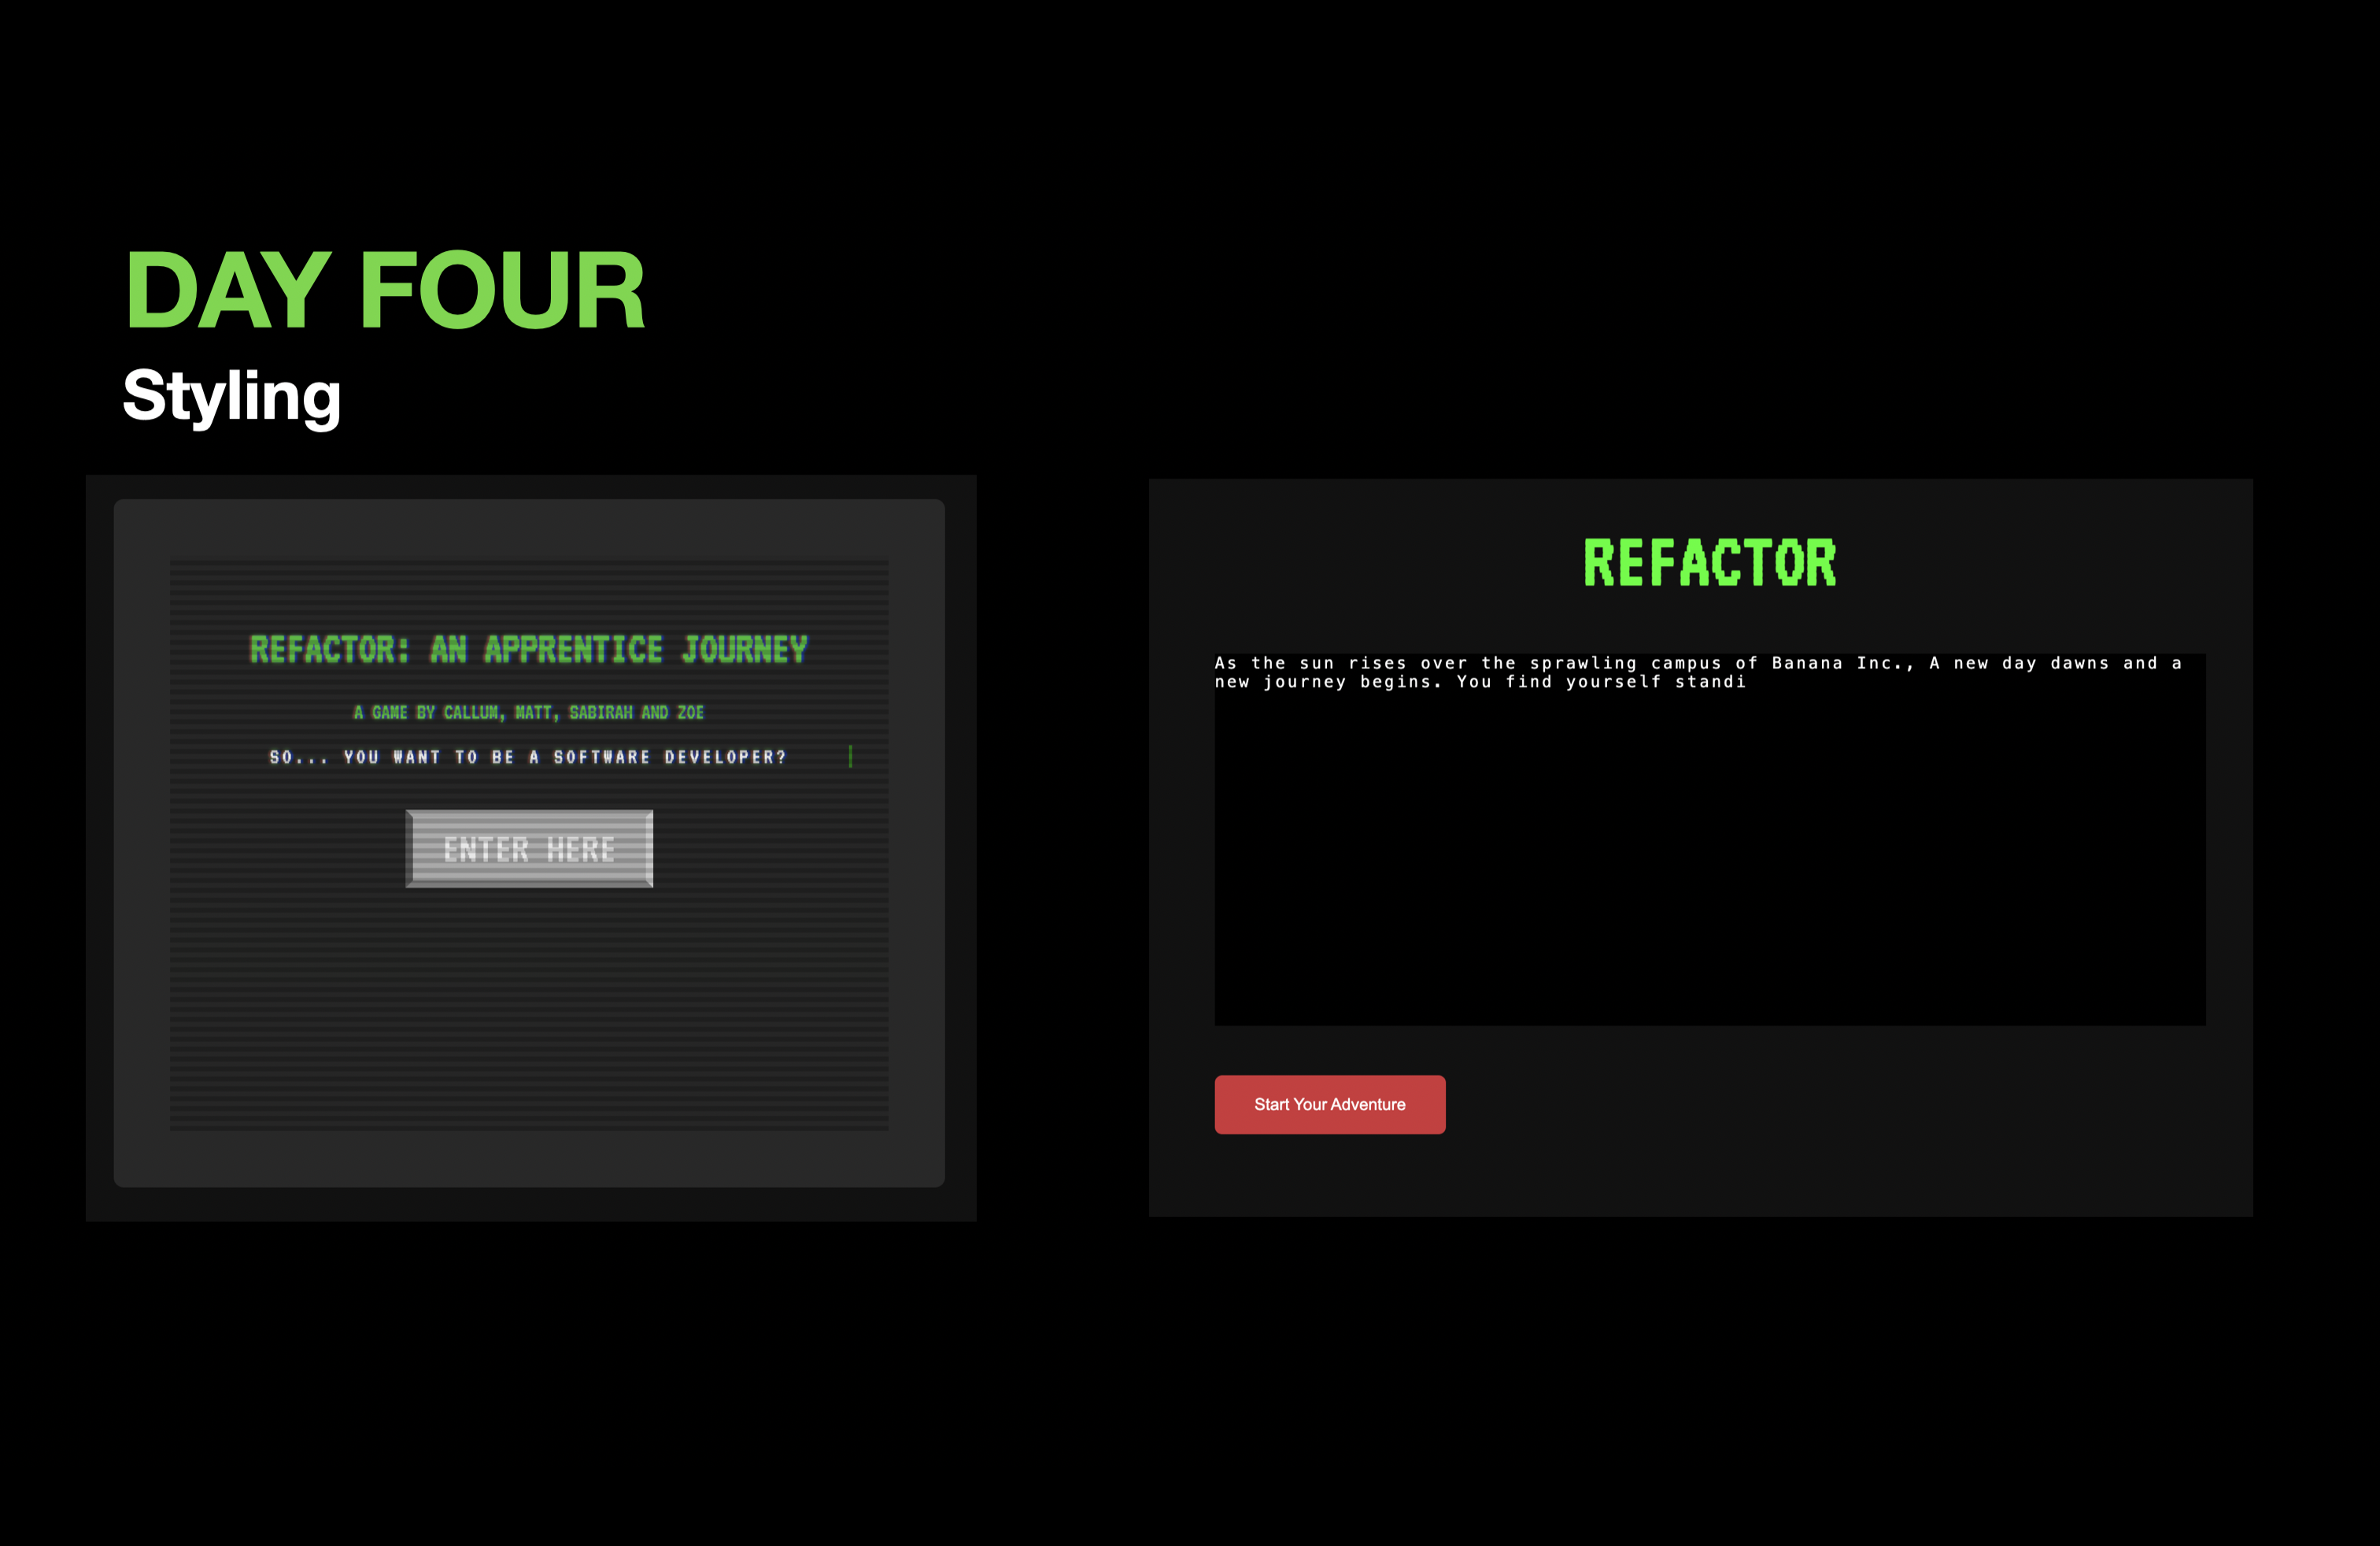 DAY FOUR
Styling
REFACTOR: AN APPRENTICE JOURNEY
A GAME BY CALLUM, MATT, SABIRAH AND ZOE
SO... YOU WANT TO BE A SOFTWARE DEVELOPER?
ENTER HERE
REFACTOR
As the sun rises over the sprawling campus of Banana Inc., A new day dawns and a
new journey begins. You find yourself standi
Start Your Adventure